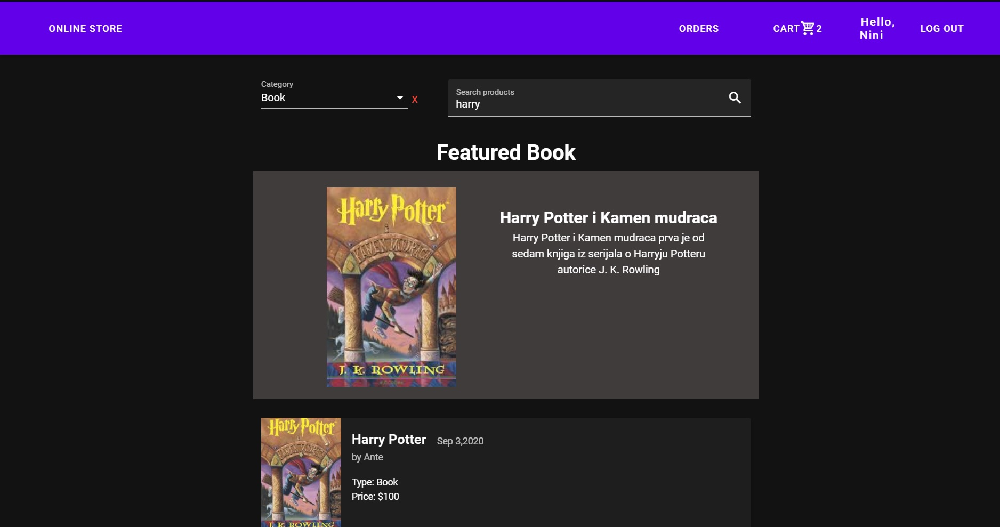 ONLINE STORE
ORDERS
CART 2
Hello,
Nini
LOG OUT
Category
Book
X
Search products
harry
Featured Book
Harry Potter
KAMEN MUDRACA
J. K. ROWLING
Harry Potter i Kamen mudraca
Harry Potter i Kamen mudraca prva je od
sedam knjiga iz serijala o Harryju Potteru
autorice J. K. Rowling
Harry Potter
KAMEN MUDRACA
J. K. ROWLING
Harry Potter Sep 3,2020
by Ante
Type: Book
Price: $100